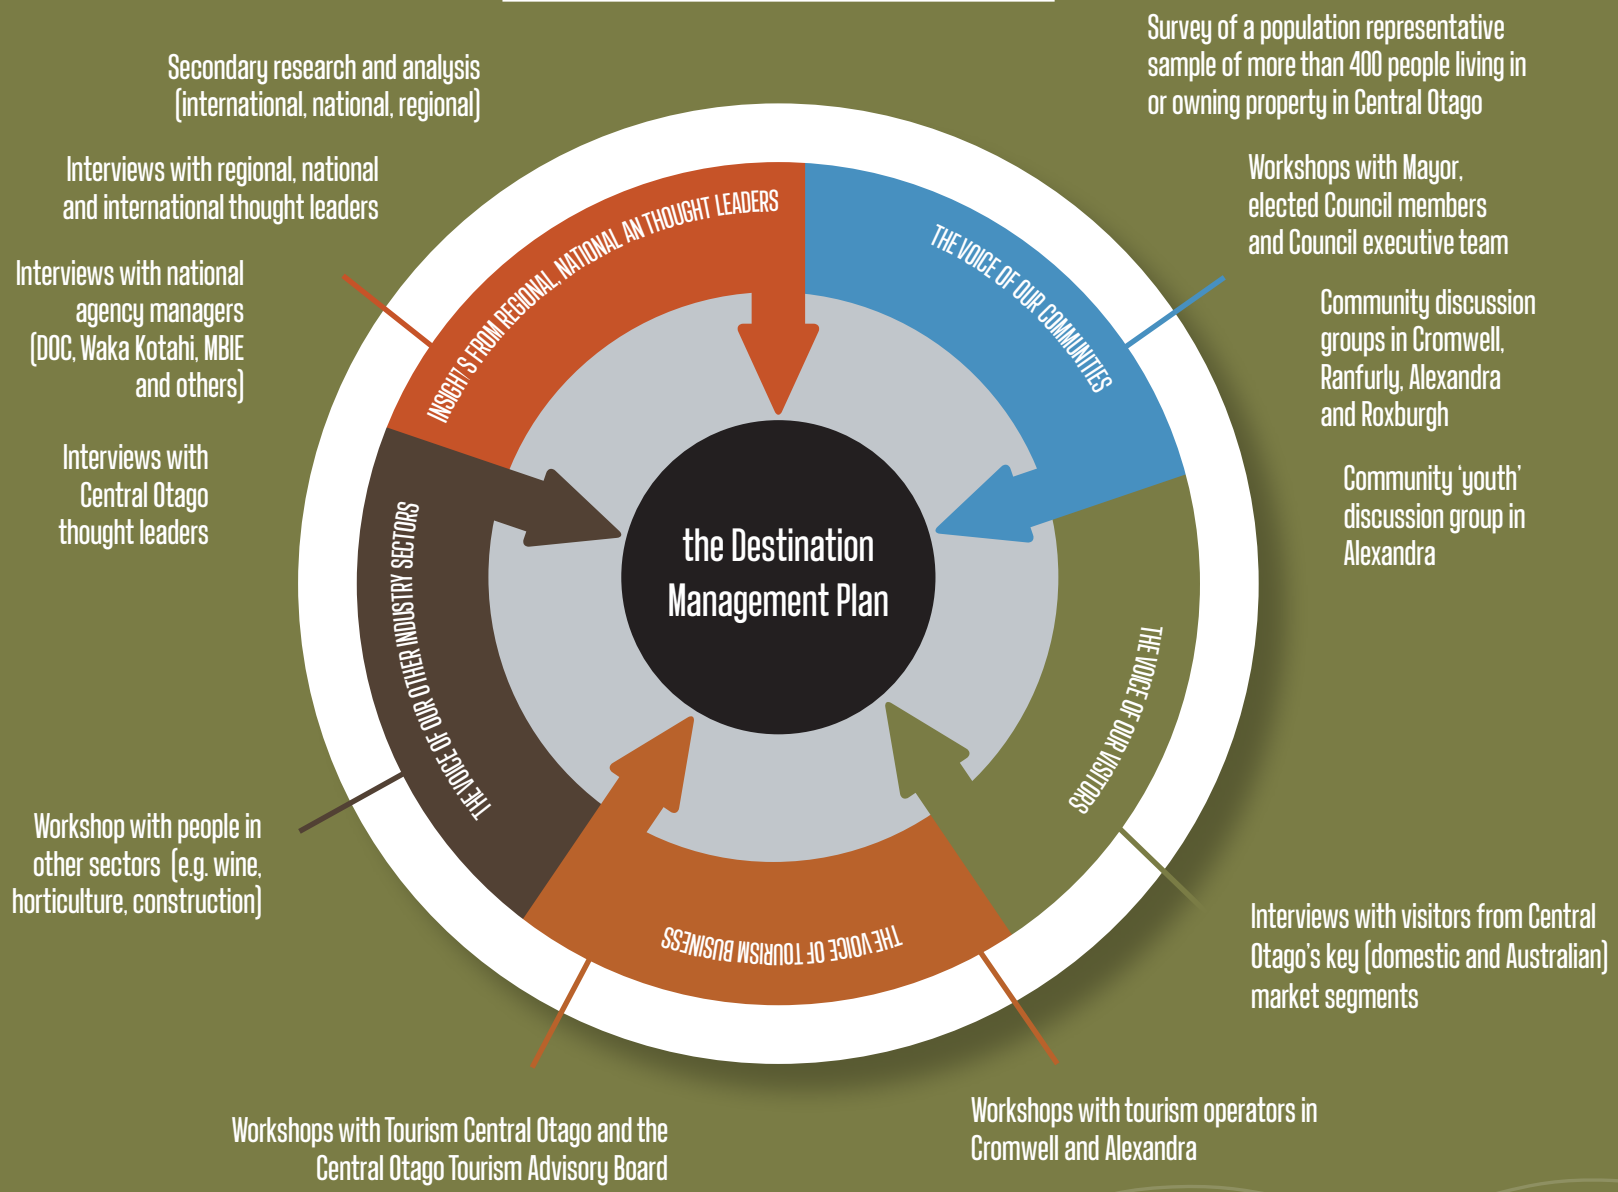 Secondary research and analysis
(international, national, regional)
Interviews with regional, national
and international thought leaders
Interviews with national
agency managers
(DOC, Waka Kotahi, MBIE
and others)
Interviews with
Central Otago
thought leaders
Survey of a population representative
sample of more than 400 people living in
or owning property in Central Otago
Workshops with Mayor,
elected Council members
and Council executive team
Community discussion
groups in Cromwell,
Ranfurly, Alexandra
and Roxburgh
Community ‘youth’
discussion group in
Alexandra
INSIGHT'S FROM REGIONAL, NATIONAL AN THOUGHT LEADERS
THE VOICE OF OUR COMMUNITIES
THE VOICE OF OUR VISITORS
THE VOICE OF TOURISM BUSINESS
THE VOICE OF OUR OTHER INDUSTRY SECTORS
the Destination
Management Plan
Workshop with people in
other sectors (e.g. wine,
horticulture, construction)
Interviews with visitors from Central
Otago’s key (domestic and Australian)
market segments
Workshops with Tourism Central Otago and the
Central Otago Tourism Advisory Board
Workshops with tourism operators in
Cromwell and Alexandra